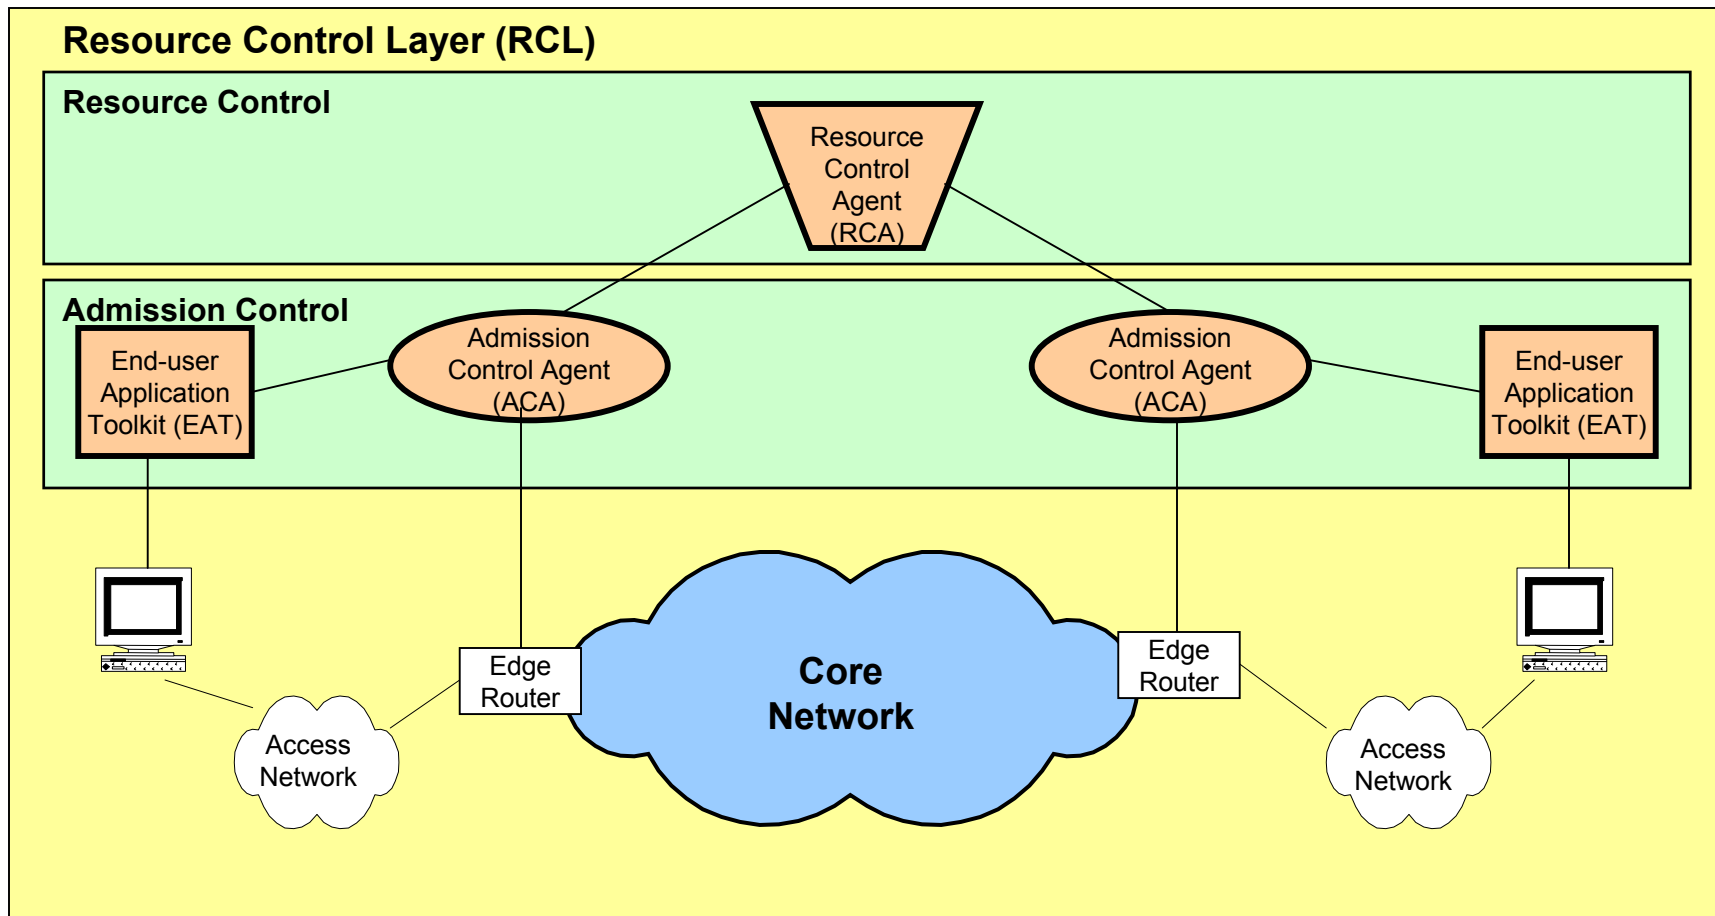 Resource Control Layer (RCL)
Resource Control
Resource
Control
Agent
(RCA)
Admission Control
End-user
Application
Toolkit (EAT)
Admission
Control Agent
(ACA)
Admission
Control Agent
(ACA)
End-user
Application
Toolkit (EAT)
Edge
Router
Core
Network
Edge
Router
Access
Network
Access
Network